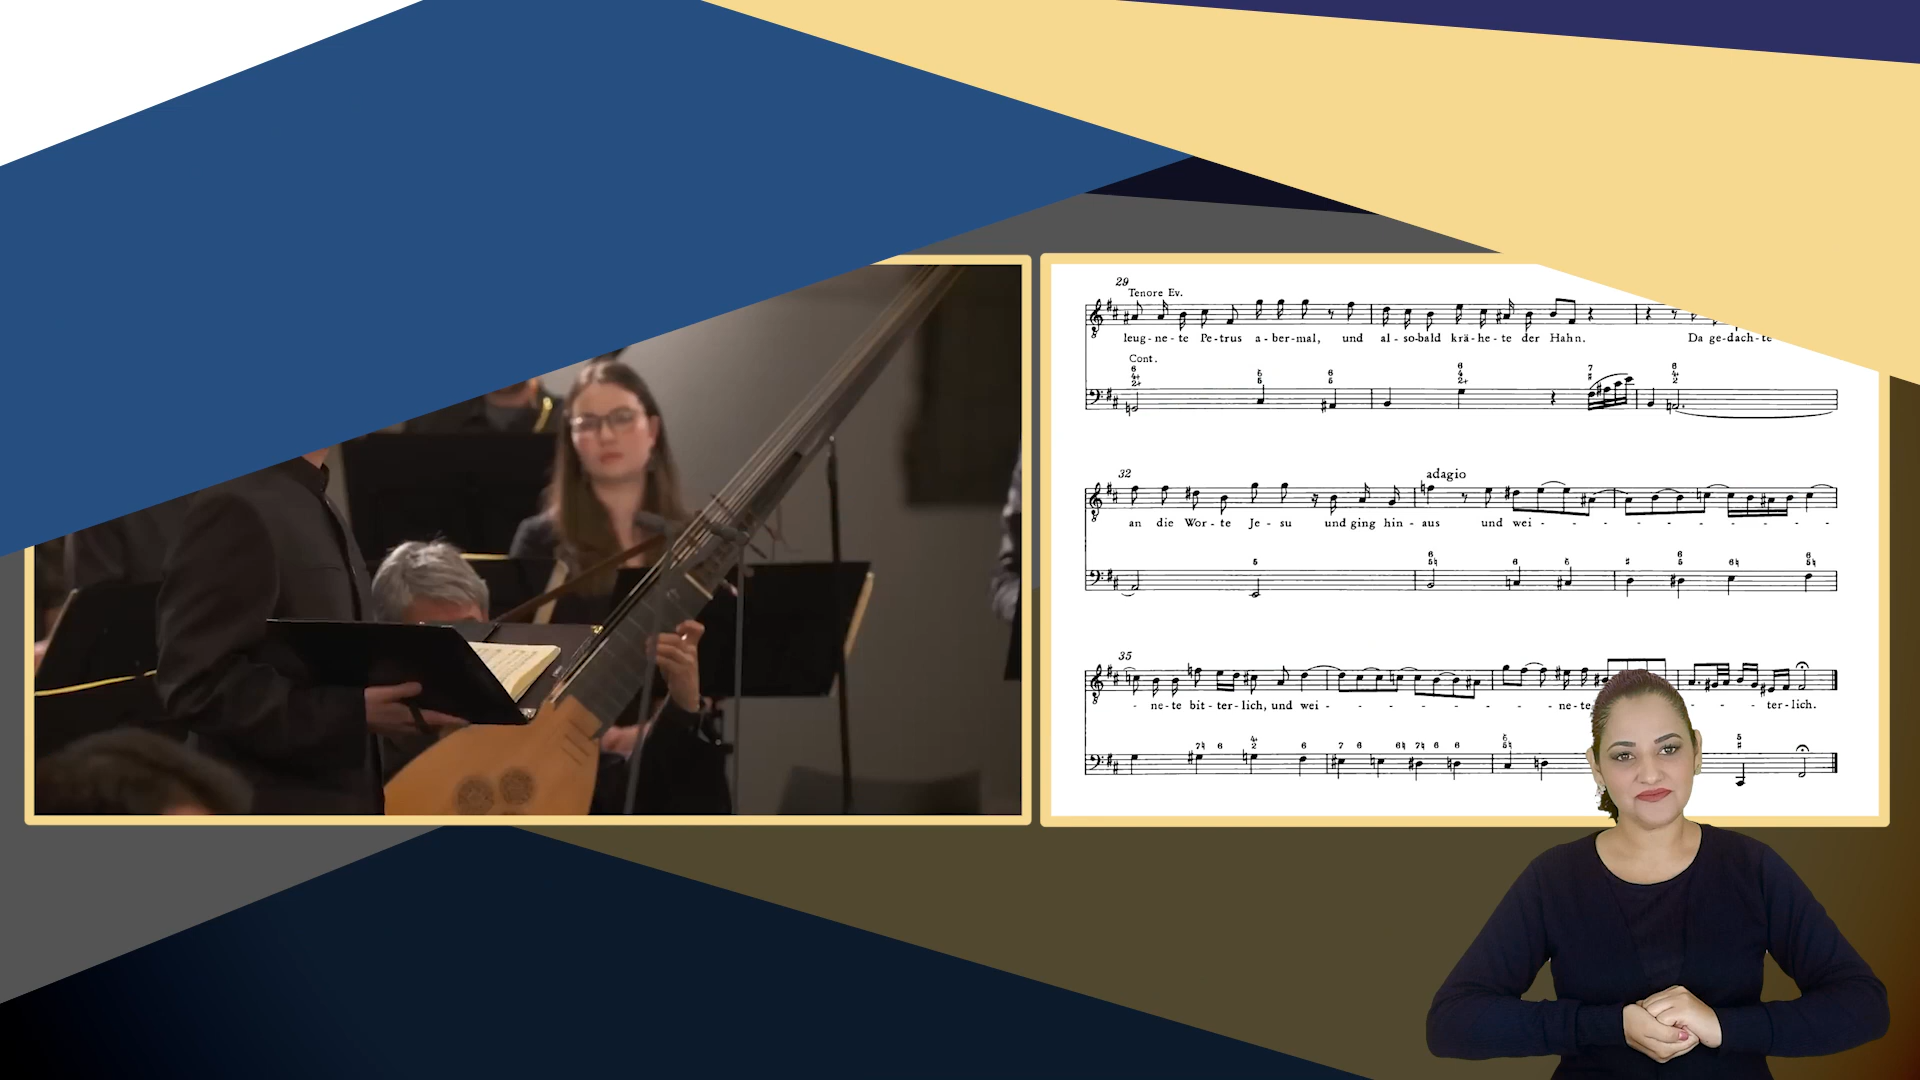 29
Tenore Ev.
leug-ne-te Pe-trus a-ber-mal, und al-sobald krä-he-te der Hahn. Da ge-dach-te
Cont.
32
adagio
an die Wor-te Je-su und ging hin-aus und wei-
35
-ne-te bit-ter-lich, und wei- -ne-te ter-lich.